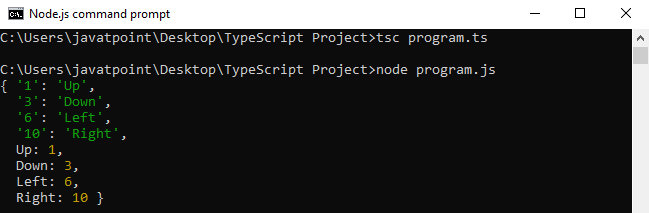 Node.js command prompt
C:\Users\javatpoint\Desktop\TypeScript Project>tsc program.ts
C:\Users\javatpoint\Desktop\TypeScript Project>node program.js
{ '1': 'Up',
  '3': 'Down',
  '6': 'Left',
  '10': 'Right',
  Up: 1,
  Down: 3,
  Left: 6,
  Right: 10 }